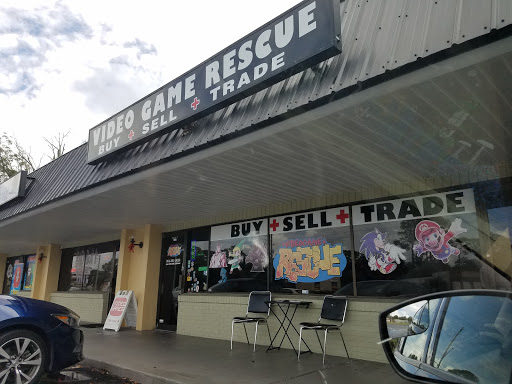 VIDEO GAME RESCUE
BUY + SELL + TRADE
BUY + SELL + TRADE
RESCUE